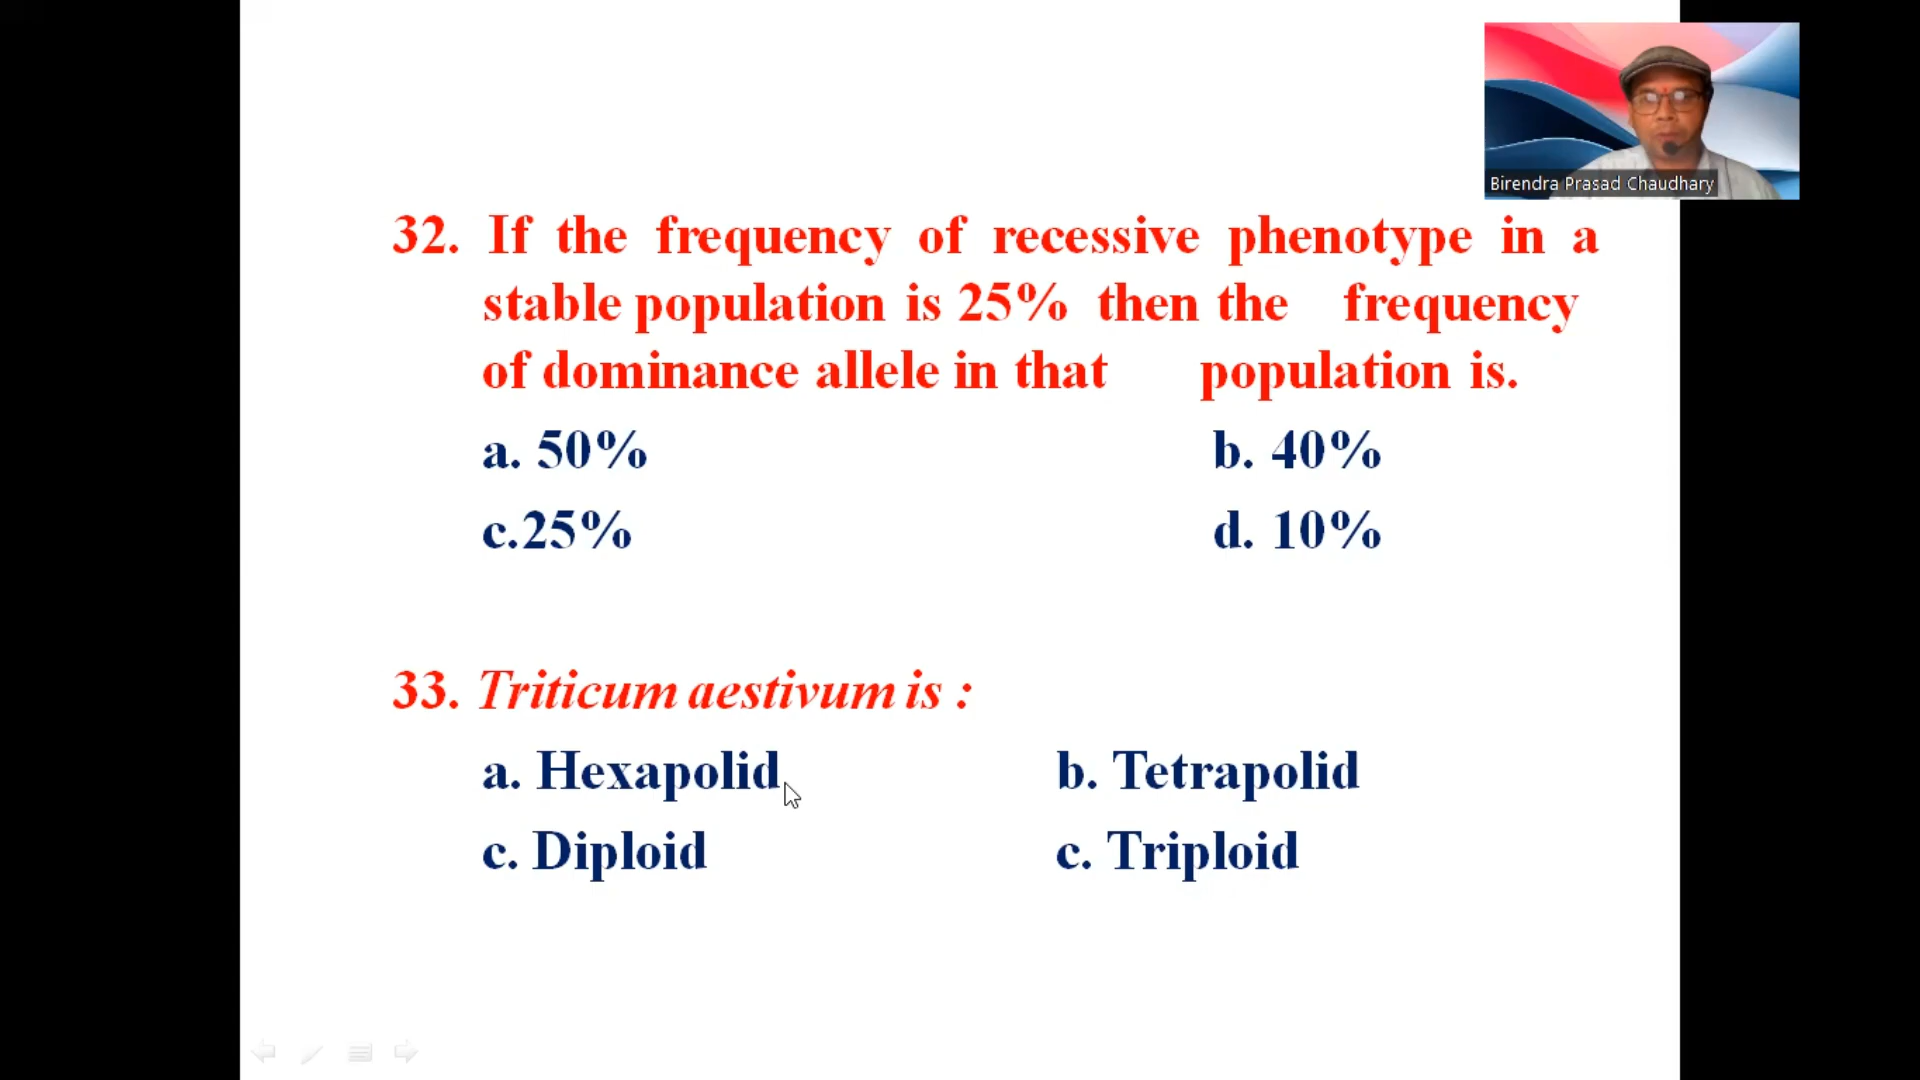 Birendra Prasad Chaudhary
32. If the frequency of recessive phenotype in a
stable population is 25% then the frequency
of dominance allele in that population is.
a. 50% b. 40%
c.25% d. 10%
33. Triticum aestivum is :
a. Hexapolid b. Tetrapolid
c. Diploid c. Triploid